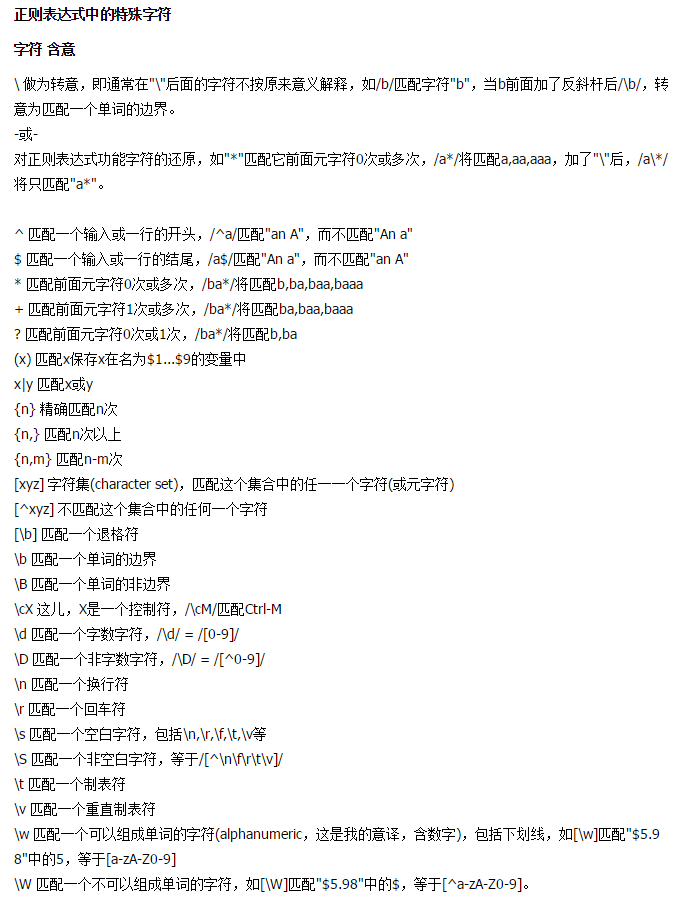 正则表达式中的特殊字符
字符 含意
\ 做为转意，即通常在"\"后面的字符不按原来意义解释，如/b/匹配字符"b"，当b前面加了反斜杆后/\b/，转
意为匹配一个单词的边界。
-或-
对正则表达式功能字符的还原，如"*"匹配它前面元字符0次或多次，/a*/将匹配a,aa,aaa，加了"\"后，/a\*/
将只匹配"a*"。
^ 匹配一个输入或一行的开头，/^a/匹配"an A"，而不匹配"An a"
$ 匹配一个输入或一行的结尾，/a$/匹配"An a"，而不匹配"an A"
* 匹配前面元字符0次或多次，/ba*/将匹配b,ba,baa,baaa
+ 匹配前面元字符1次或多次，/ba*/将匹配ba,baa,baaa
? 匹配前面元字符0次或1次，/ba*/将匹配b,ba
(x) 匹配x保存x在名为$1...$9的变量中
x|y 匹配x或y
{n} 精确匹配n次
{n,} 匹配n次以上
{n,m} 匹配n-m次
[xyz] 字符集(character set)，匹配这个集合中的任一一个字符(或元字符)
[^xyz] 不匹配这个集合中的任何一个字符
[\b] 匹配一个退格符
\b 匹配一个单词的边界
\B 匹配一个单词的非边界
\cX 这儿，X是一个控制符，/\cM/匹配Ctrl-M
\d 匹配一个字数字符，/\d/ = /[0-9]/
\D 匹配一个非字数字符，/\D/ = /[^0-9]/
\n 匹配一个换行符
\r 匹配一个回车符
\s 匹配一个空白字符，包括\n,\r,\f,\t,\v等
\S 匹配一个非空白字符，等于/[^\n\f\r\t\v]/
\t 匹配一个制表符
\v 匹配一个重直制表符
\w 匹配一个可以组成单词的字符(alphanumeric，这是我的意译，含数字)，包括下划线，如[\w]匹配"$5.9
8"中的5，等于[a-zA-Z0-9]
\W 匹配一个不可以组成单词的字符，如[\W]匹配"$5.98"中的$，等于[^a-zA-Z0-9]。